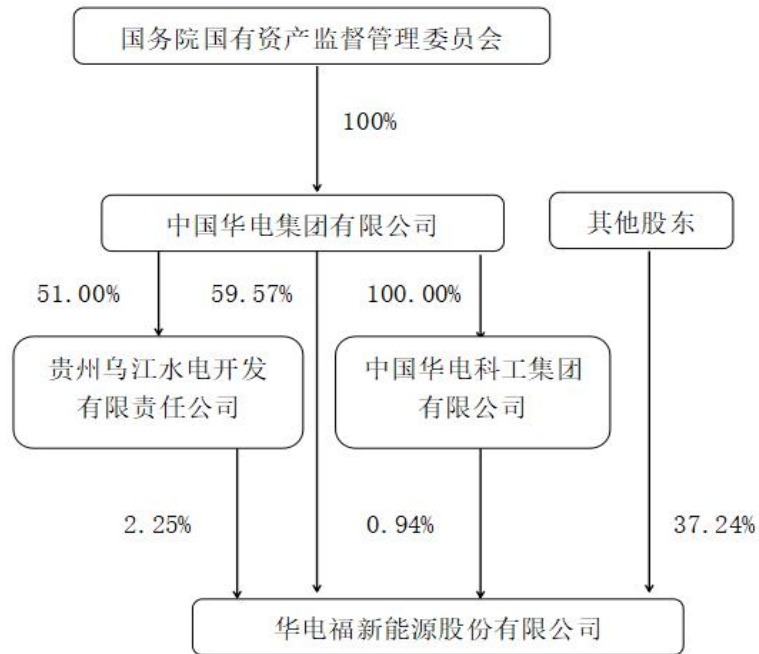 国务院国有资产监督管理委员会
100%
中国华电集团有限公司
其他股东
51.00%
59.57%
100.00%
贵州乌江水电开发
有限责任公司
中国华电科工集团
有限公司
2.25%
0.94%
37.24%
华电福新能源股份有限公司